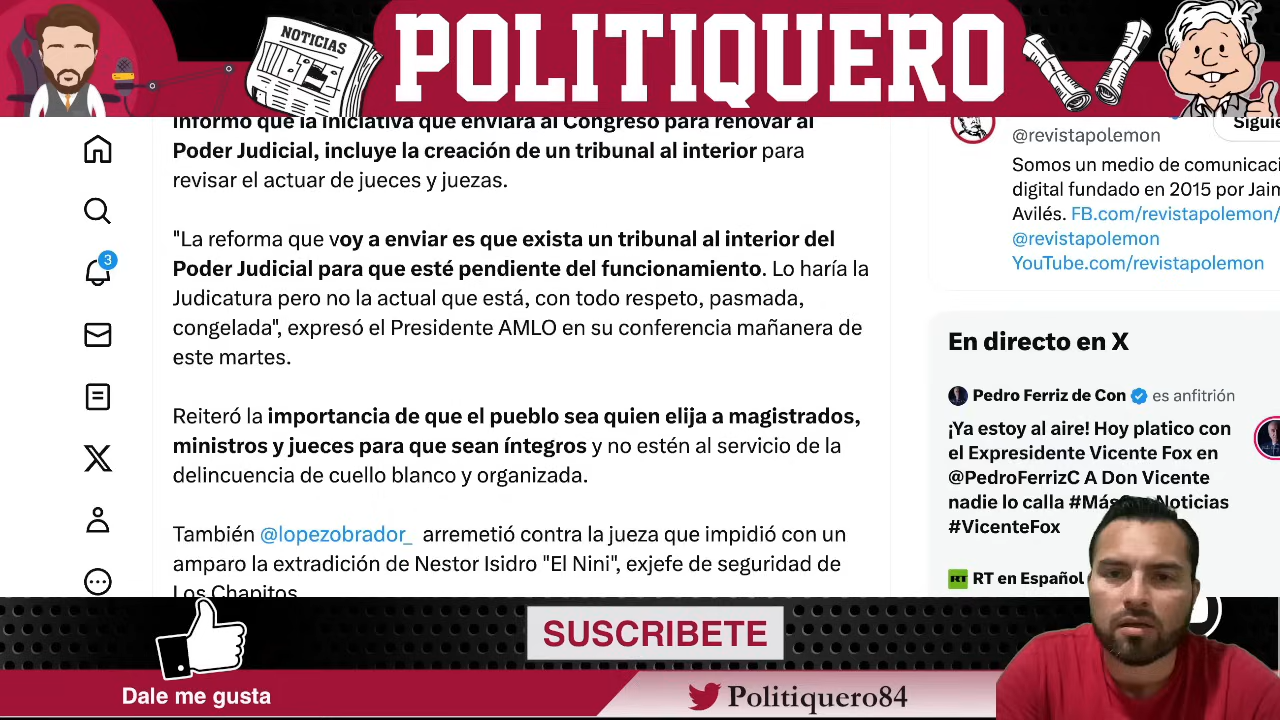 NOTICIAS
POLITIQUERO
informó que la iniciativa que enviará al Congreso para renovar al
Poder Judicial, incluye la creación de un tribunal al interior para
revisar el actuar de jueces y juezas.
"La reforma que voy a enviar es que exista un tribunal al interior del
Poder Judicial para que esté pendiente del funcionamiento. Lo haría la
Judicatura pero no la actual que está, con todo respeto, pasmada,
congelada", expresó el Presidente AMLO en su conferencia mañanera de
este martes.
Reiteró la importancia de que el pueblo sea quien elija a magistrados,
ministros y jueces para que sean íntegros y no estén al servicio de la
delincuencia de cuello blanco y organizada.
También @lopezobrador_ arremetió contra la jueza que impidió con un
amparo la extradición de Nestor Isidro "El Nini", exjefe de seguridad de
Los Chapitos
3
@revistapolemon
Siguie
Somos un medio de comunicaci
digital fundado en 2015 por Jaim
Avilés. FB.com/revistapolemon/
@revistapolemon
YouTube.com/revistapolemon
En directo en X
Pedro Ferriz de Con es anfitrión
¡Ya estoy al aire! Hoy platico con
el Expresidente Vicente Fox en
@PedroFerrizC A Don Vicente
nadie lo calla Noticias
#VicenteFox
RT RT en Español
SUSCRIBETE
Dale me gusta
Politiquero84